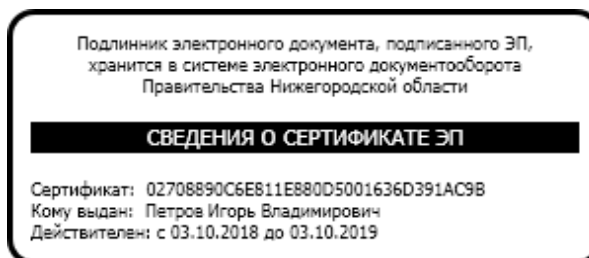 Подлинник электронного документа, подписанного ЭП,
хранится в системе электронного документооборота
Правительства Нижегородской области
СВЕДЕНИЯ О СЕРТИФИКАТЕ ЭП
Сертификат: 02708890C6E811E880D5001636D391AC9B
Кому выдан: Петров Игорь Владимирович
Действителен: с 03.10.2018 до 03.10.2019